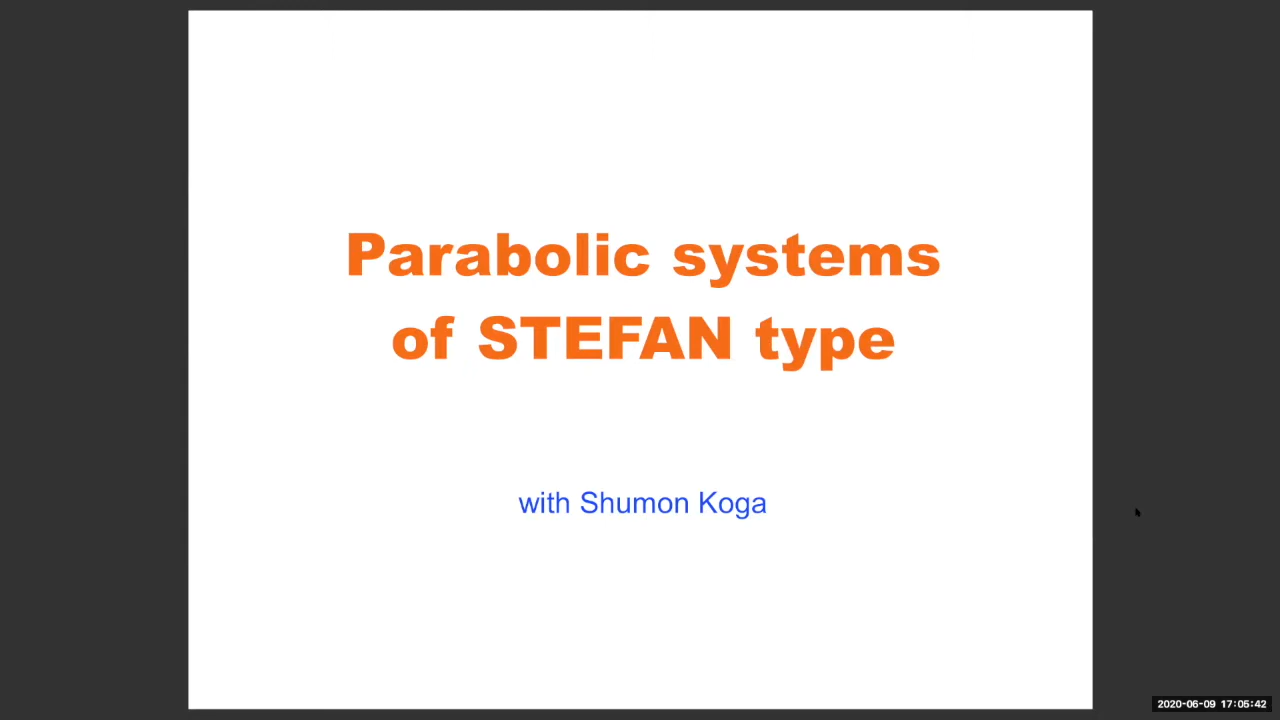 Parabolic systems
of STEFAN type
with Shumon Koga
2020-06-09 17:05:42